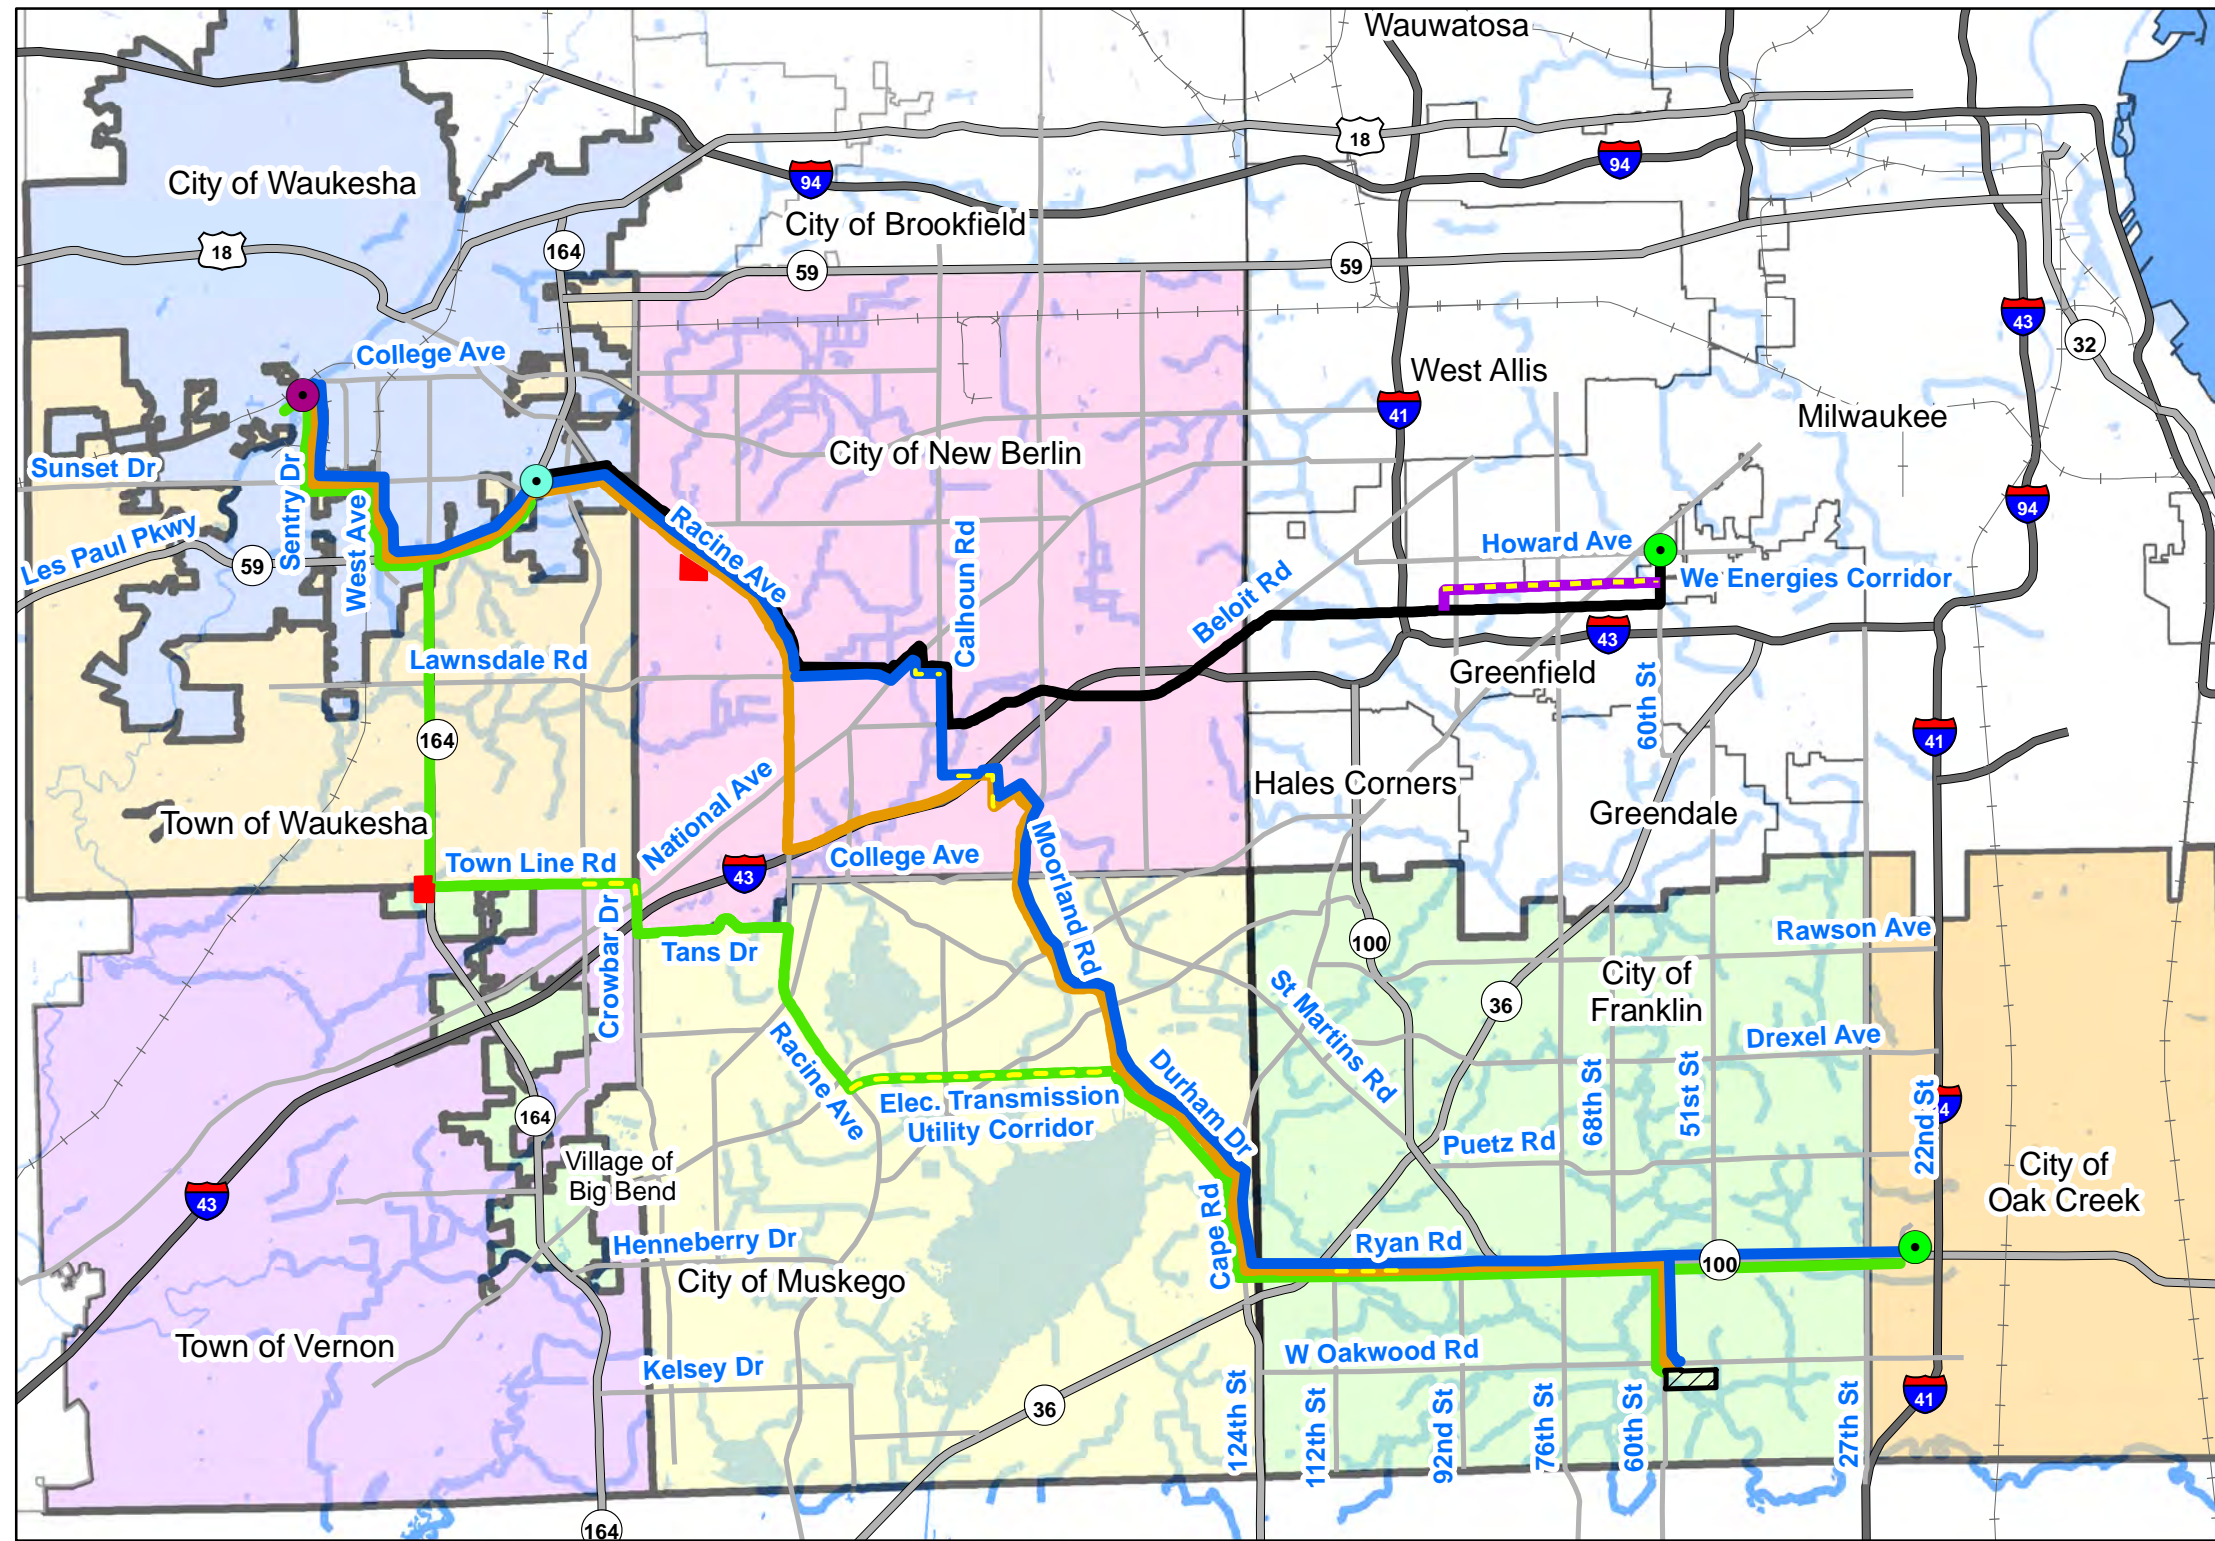 Wauwatosa
18
94
94
City of Waukesha
City of Brookfield
18
164
59
59
43
32
College Ave
West Allis
41
Milwaukee
City of New Berlin
Sunset Dr
Sentry Dr
West Ave
Les Paul Pkwy
59
Racine Ave
Calhoun Rd
Beloit Rd
Howard Ave
We Energies Corridor
94
43
Lawnsdale Rd
Greenfield
60th St
164
41
Hales Corners
Greendale
National Ave
Town of Waukesha
Town Line Rd
43
College Ave
Moorland Rd
Crowbar Dr
Tans Dr
100
Rawson Ave
City of
Franklin
36
St Martins Rd
Drexel Ave
Racine Ave
Elec. Transmission
Utility Corridor
Durham Dr
68th St
51st St
22nd St
4
164
Puetz Rd
Village of
Big Bend
City of
Oak Creek
43
Cape Rd
Henneberry Dr
Ryan Rd
100
City of Muskego
Town of Vernon
W Oakwood Rd
Kelsey Dr
36
124th St
112th St
92nd St
76th St
60th St
27th St
41
164